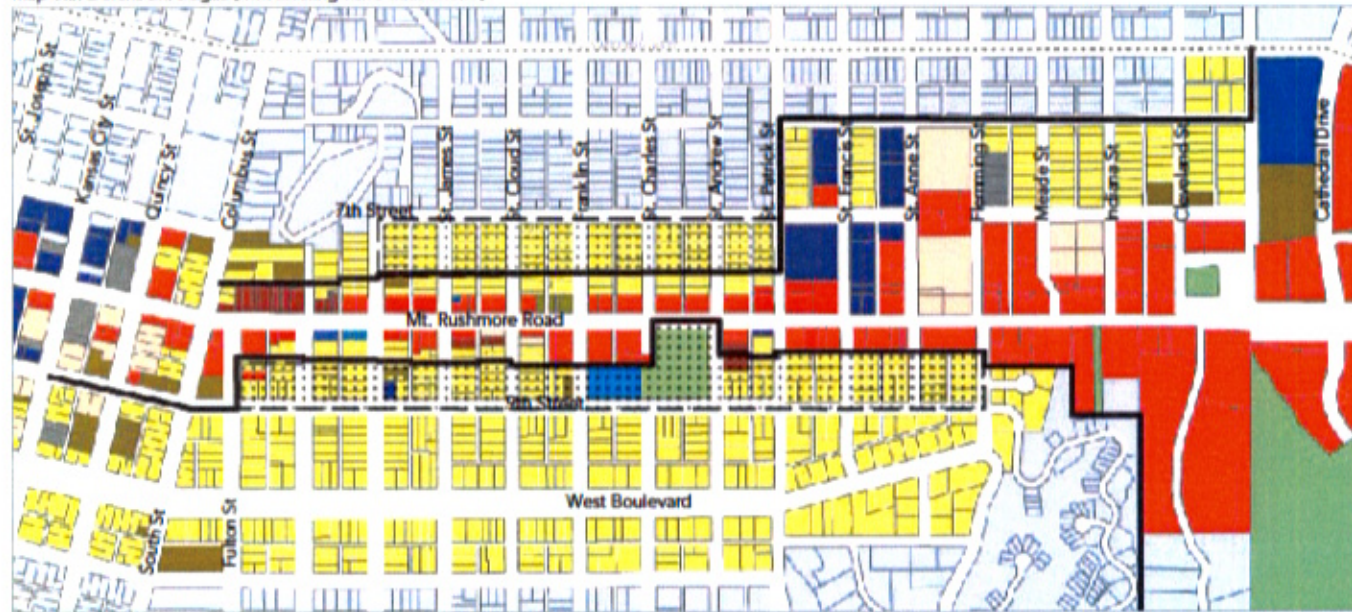 St. Joseph St.
Kansas City St
Quincy St
Columbus St
7th Street
St. James St
St. Cloud St
Franklin St.
St. Charles St
St. Andrew St
St. Patrick St
St. Francis St
St. Anne St
Flormann St
Meade St
Indiana St
Cleveland St
Cathedral Drive
Mt. Rushmore Road
9th Street
West Boulevard
South St
Fulton St